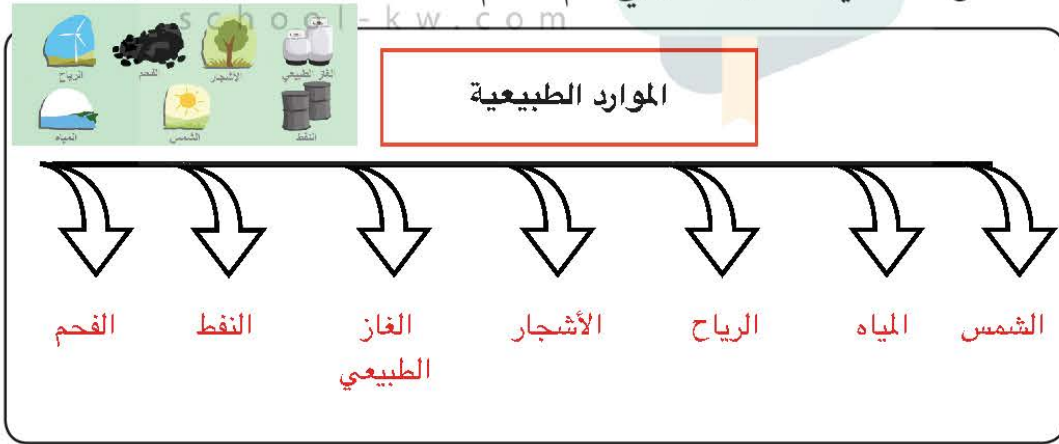 school-kw.com
الرياح
الفحم
الأشجار
الغاز الطبيعي
المياه
الشمس
النفط
الموارد الطبيعية
الشمس
المياه
الرياح
الأشجار
الغاز
الطبيعي
النفط
الفحم